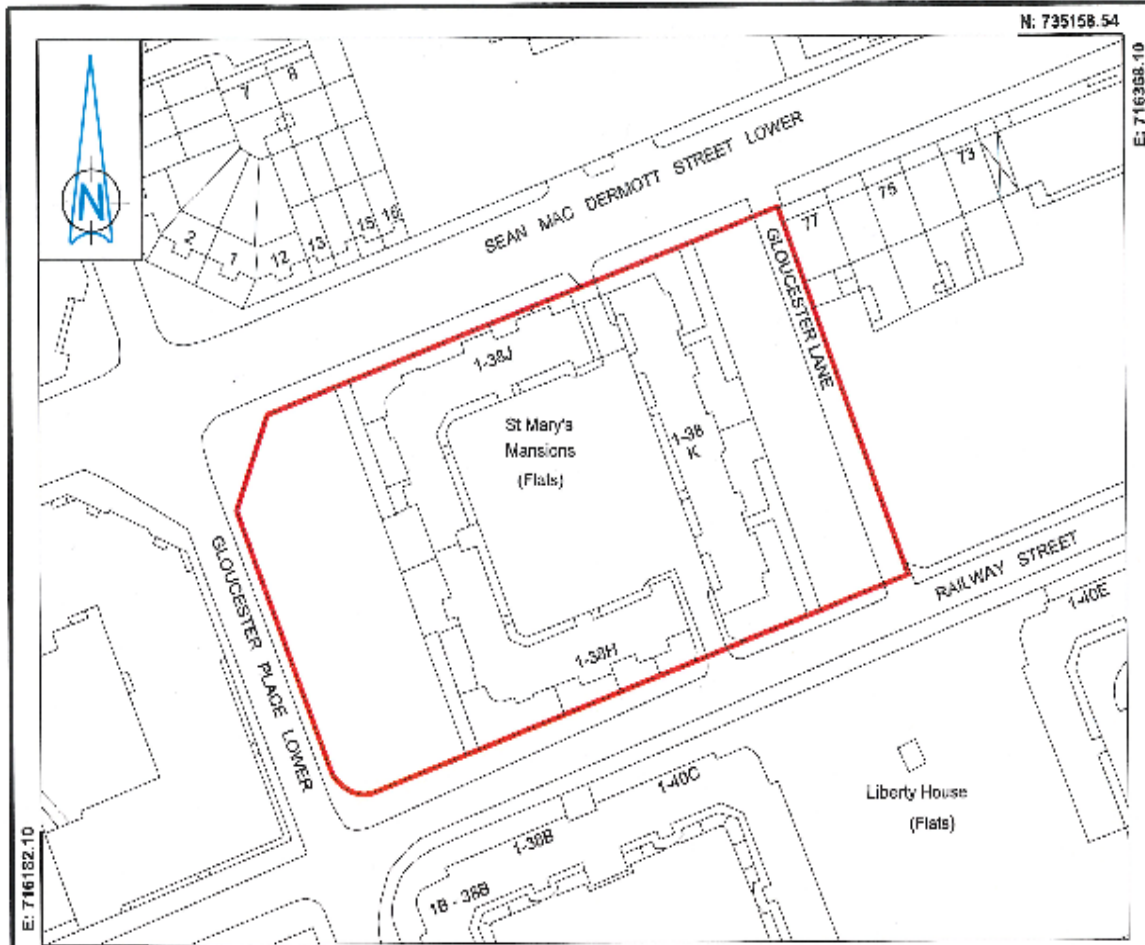 N: 735158.54
E: 716368.10
N
7
8
2
1
12
13
15
16
SEAN MAC DERMOTT STREET LOWER
73
75
77
GLOUCESTER LANE
1-38J
St Mary's
Mansions
(Flats)
1-38
K
GLOUCESTER PLACE LOWER
1-38H
RAILWAY STREET
1-40E
1-40C
Liberty House
(Flats)
1-38B
1B - 36B
E: 716182.10